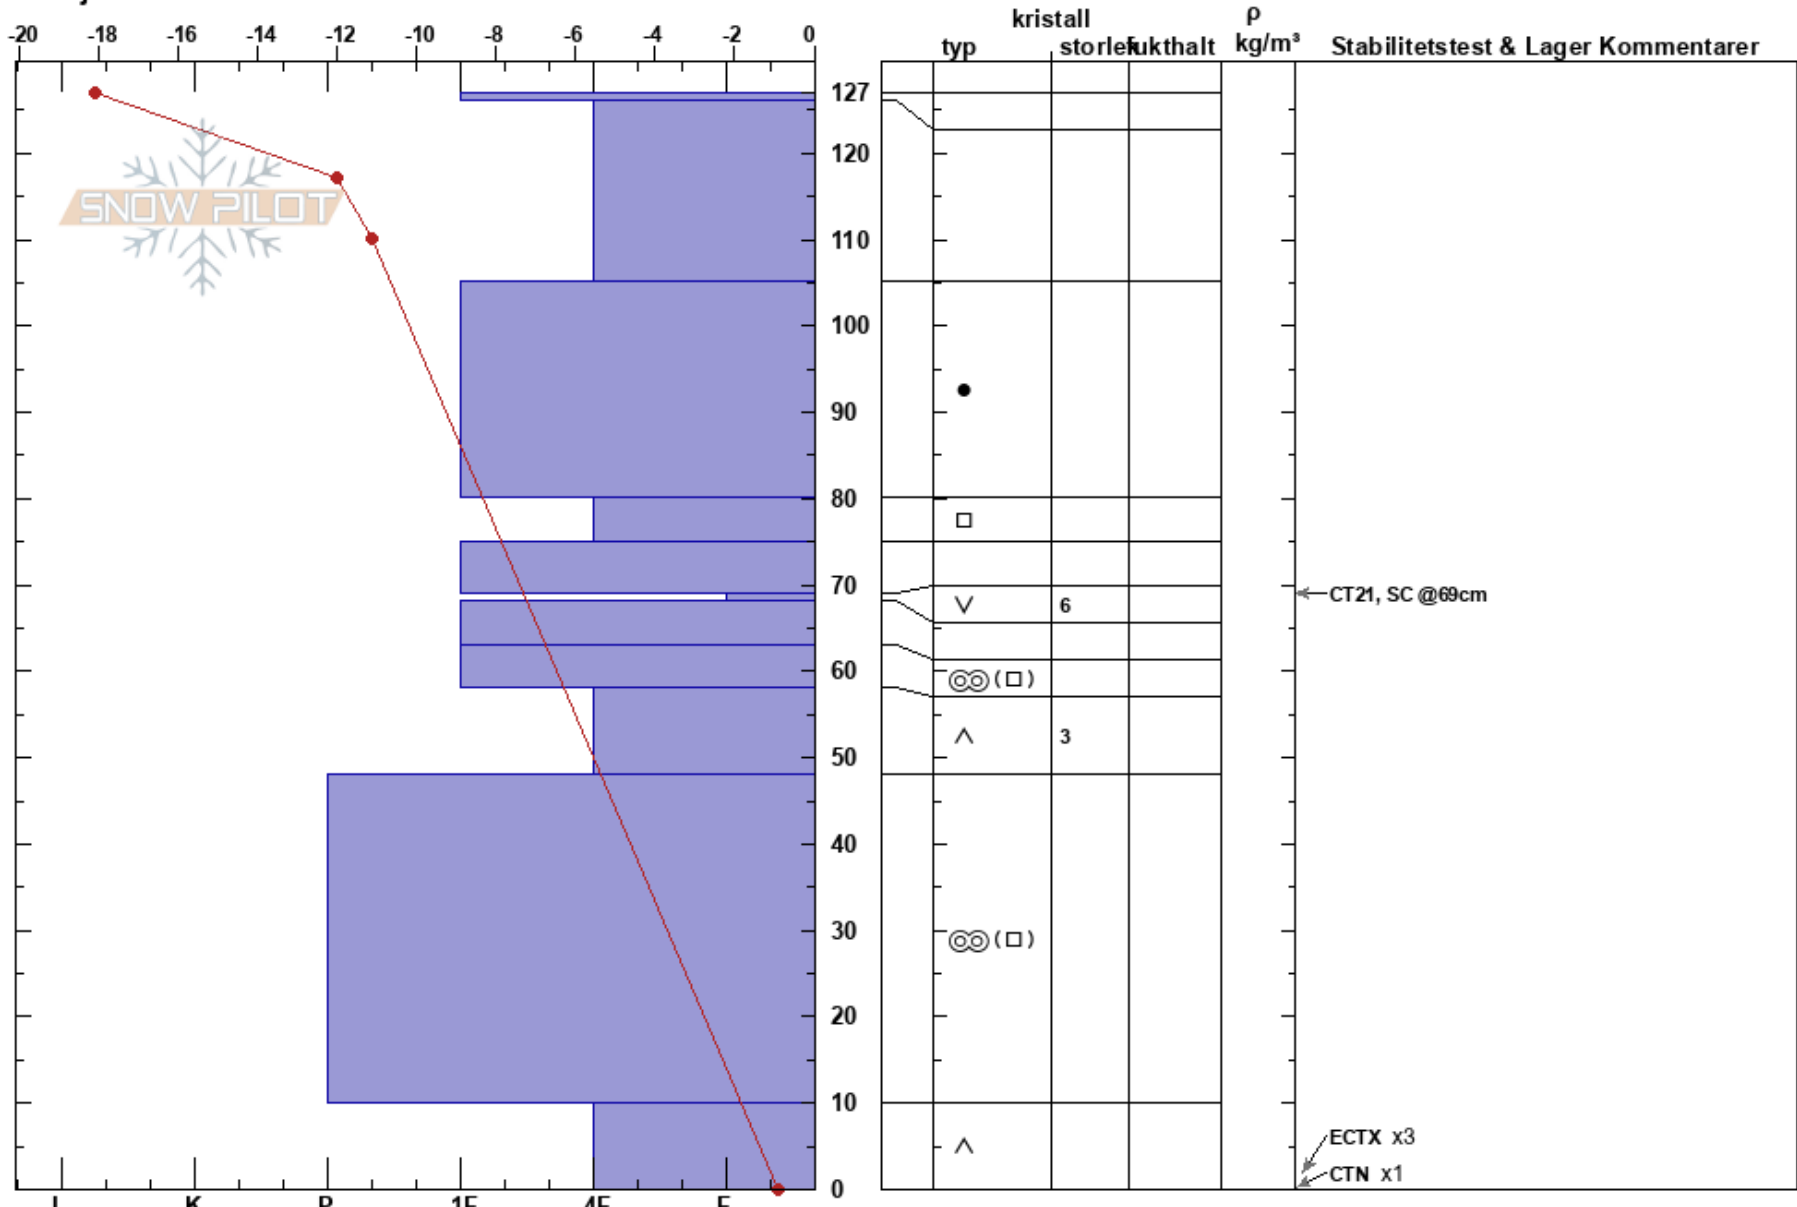 kristall
ρ
-20 -18 -16 -14 -12 -10 -8 -6 -4 -2 0
typ storlek fukthalt kg/m³ Stabilitetstest & Lager Kommentarer
127
120
SNOW PILOT
110
100
90
80
70
CT21, SC @69cm
6
60
( )
3
50
40
30
( )
20
10
ECTX x3
CTN x1
0
I K P 1F 4F F